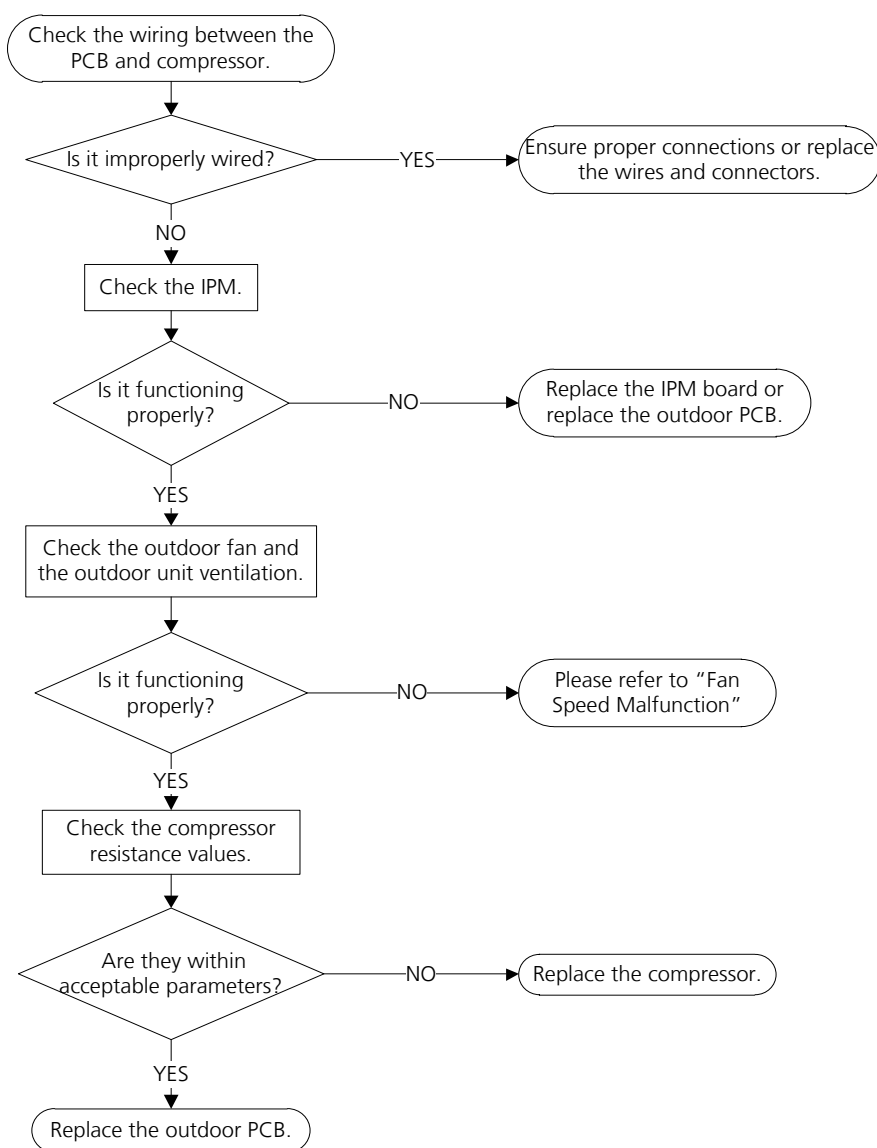 Check the wiring between the
PCB and compressor.
Is it improperly wired?
YES
Ensure proper connections or replace
the wires and connectors.
NO
Check the IPM.
Is it functioning
properly?
NO
Replace the IPM board or
replace the outdoor PCB.
YES
Check the outdoor fan and
the outdoor unit ventilation.
Is it functioning
properly?
NO
Please refer to “Fan
Speed Malfunction”
YES
Check the compressor
resistance values.
Are they within
acceptable parameters?
NO
Replace the compressor.
YES
Replace the outdoor PCB.